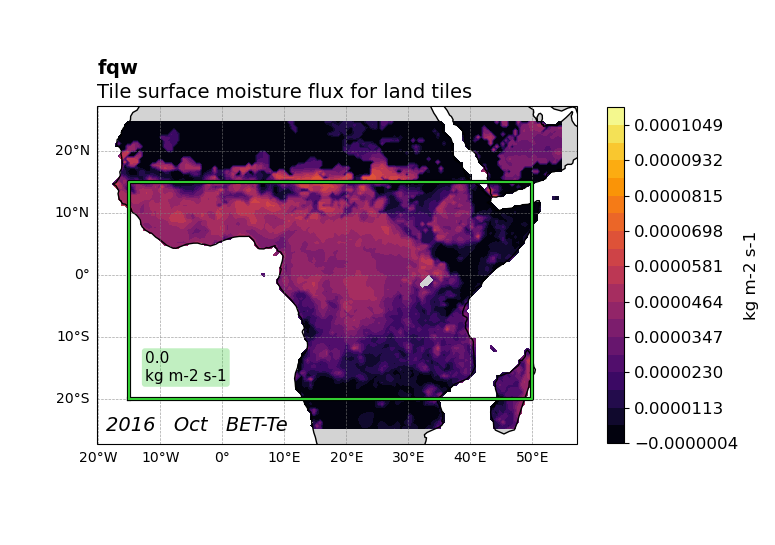 fqw
Tile surface moisture flux for land tiles
20°N
10°N
0°
10°S
20°S
20°W
10°W
0°
10°E
20°E
30°E
40°E
50°E
0.0
kg m-2 s-1
2016 Oct BET-Te
0.0001049
0.0000932
0.0000815
0.0000698
0.0000581
0.0000464
0.0000347
0.0000230
0.0000113
−0.0000004
kg m-2 s-1